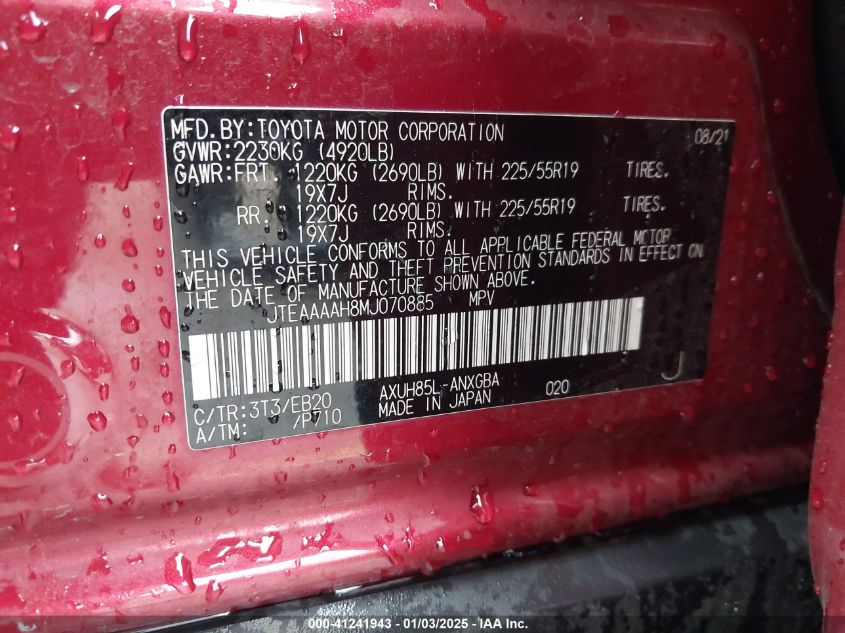 MFD.BY:TOYOTA MOTOR CORPORATION 08/21
GVWR:2230KG (4920LB)
GAWR:FRT. 1220KG (2690LB) WITH 225/55R19 TIRES.
19X7J RIMS.
RR. 1220KG (2690LB) WITH 225/55R19 TIRES.
19X7J RIMS.
THIS VEHICLE CONFORMS TO ALL APPLICABLE FEDERAL MOTOR
VEHICLE SAFETY AND THEFT PREVENTION STANDARDS IN EFFECT ON
THE DATE OF MANUFACTURE SHOWN ABOVE.
JTEAAAAH8MJ070885 MPV
J
C/TR:3T3/EB20 AXUH85L-ANXGBA 020
A/TM: /P710 MADE IN JAPAN
000-41241943 - 01/03/2025 - IAA Inc.